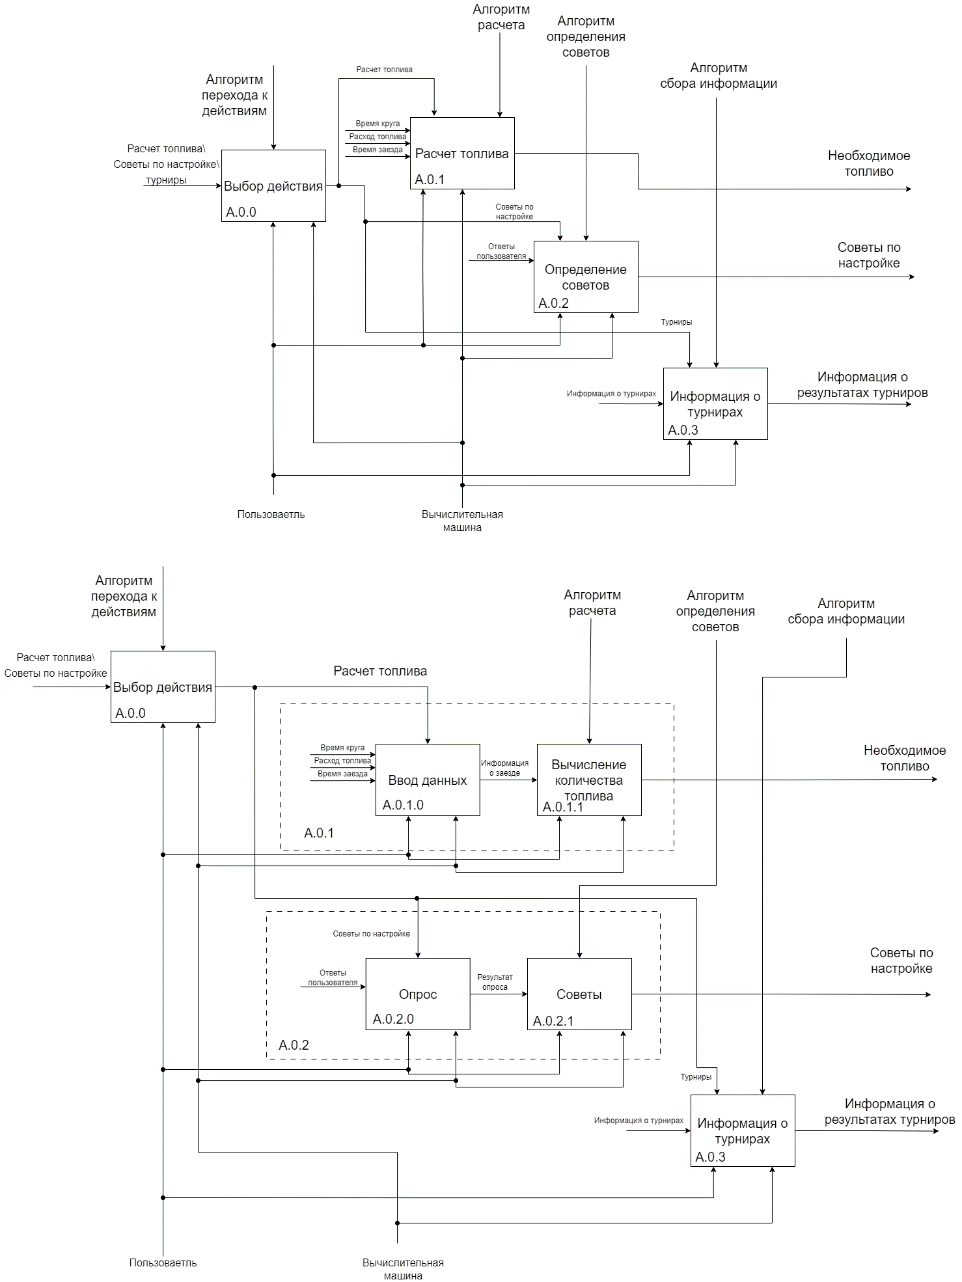 Алгоритм
расчета
Алгоритм
определения
советов
Алгоритм
перехода к
действиям
Расчет топлива
Алгоритм
сбора информации
Время круга
Расход топлива
Время заезда
Расчет топлива\
Советы по настройке\
турниры
Выбор действия
А.0.0
Расчет топлива
А.0.1
Необходимое
топливо
Советы по
настройке
Ответы
пользователя
Определение
советов
А.0.2
Советы по
настройке
Турниры
Информация о турнирах
Информация о
турнирах
А.0.3
Информация о
результатах турниров
Пользоваетль
Вычислительная
машина
Алгоритм
перехода к
действиям
Алгоритм
расчета
Алгоритм
определения
советов
Алгоритм
сбора информации
Расчет топлива\
Советы по настройке
Выбор действия
А.0.0
Расчет топлива
Время круга
Расход топлива
Время заезда
Ввод данных
А.0.1.0
Информация
о заезде
Вычисление
количества
топлива
А.0.1.1
Необходимое
топливо
А.0.1
Советы по настройке
Ответы
пользователя
Опрос
А.0.2.0
Результат
опроса
Советы
А.0.2.1
Советы по
настройке
А.0.2
Турниры
Информация о турнирах
Информация о
турнирах
А.0.3
Информация о
результатах турниров
Пользоваетль
Вычислительная
машина